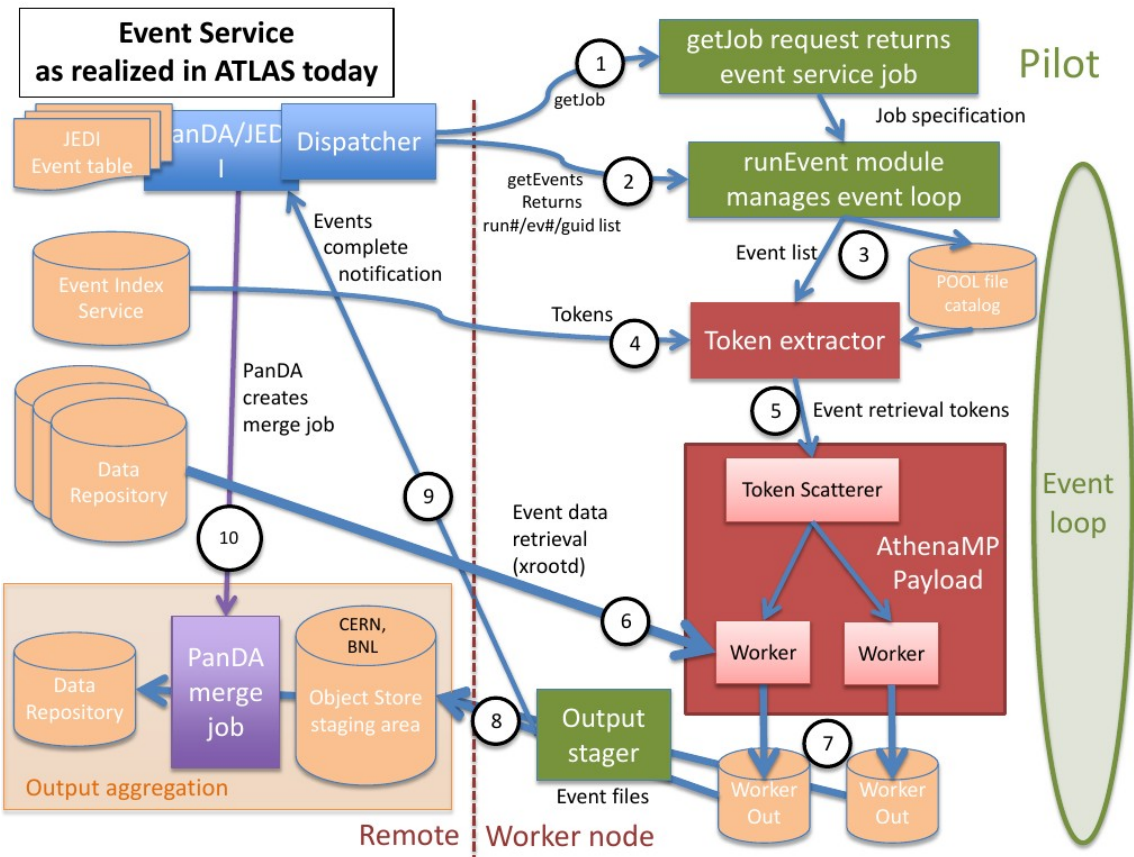 Event Service
as realized in ATLAS today
getJob request returns
event service job
Pilot
1
getJob
Job specification
JEDI
Event table
anDA/JED
I
Dispatcher
runEvent module
manages event loop
2
getEvents
Returns
run#/ev#/guid list
Events
complete
notification
Event list
3
POOL file
catalog
Event Index
Service
Tokens
4
Token extractor
PanDA
creates
merge job
5
Event retrieval tokens
Data
Repository
9
Token Scatterer
Event
loop
10
Event data
retrieval
(xrootd)
AthenaMP
Payload
6
CERN,
BNL
Worker
Worker
PanDA
merge
job
Data
Repository
Object Store
staging area
8
Output
stager
7
Output aggregation
Event files
Worker
Out
Worker
Out
Remote
Worker node